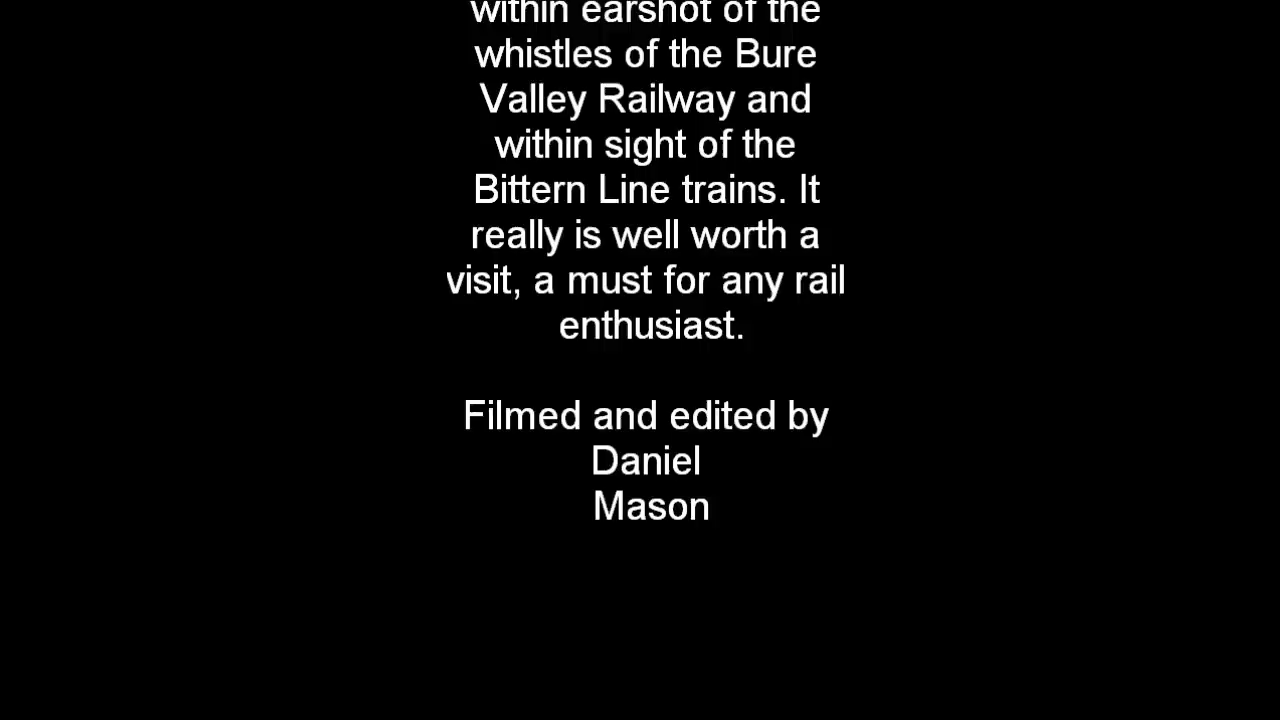 within earshot of the
whistles of the Bure
Valley Railway and
within sight of the
Bittern Line trains. It
really is well worth a
visit, a must for any rail
enthusiast.
Filmed and edited by
Daniel
Mason